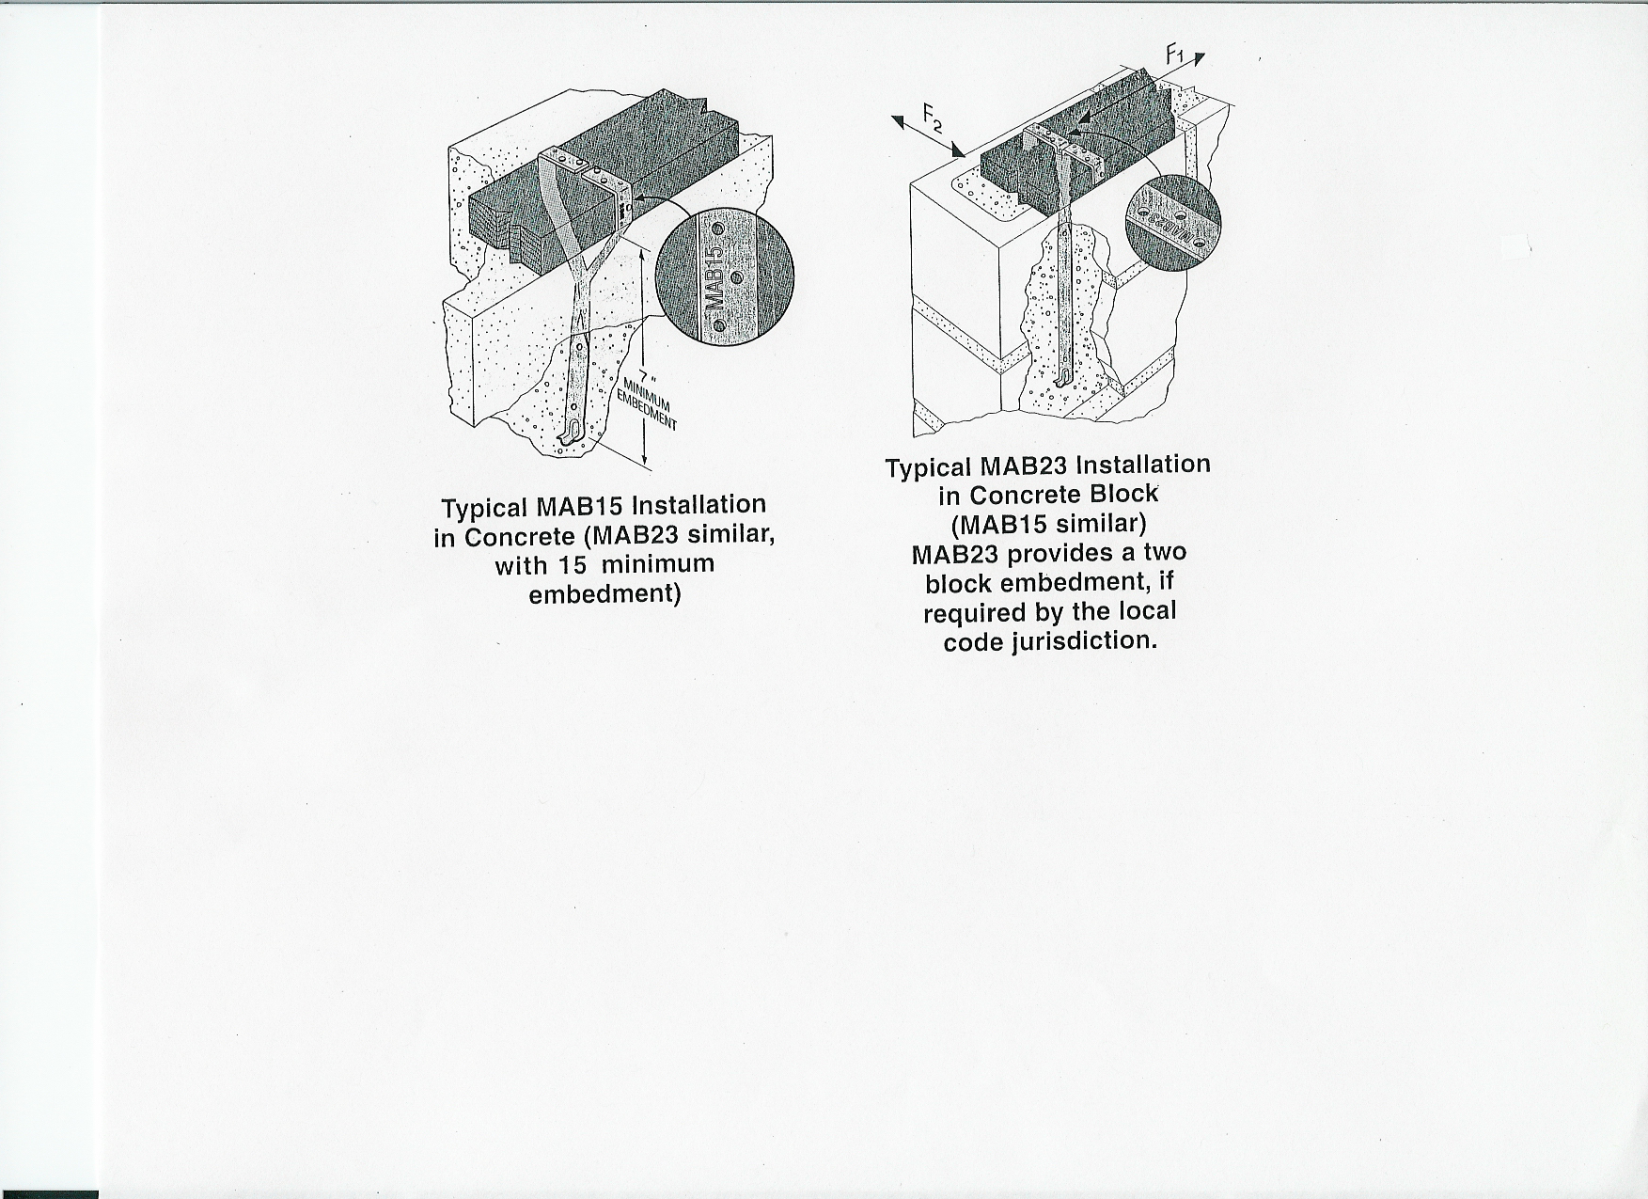 MAB15
7"
MINIMUM
EMBEDMENT
Typical MAB15 Installation
in Concrete (MAB23 similar,
with 15 minimum
embedment)
F1
F2
MAB23
Typical MAB23 Installation
in Concrete Block
(MAB15 similar)
MAB23 provides a two
block embedment, if
required by the local
code jurisdiction.